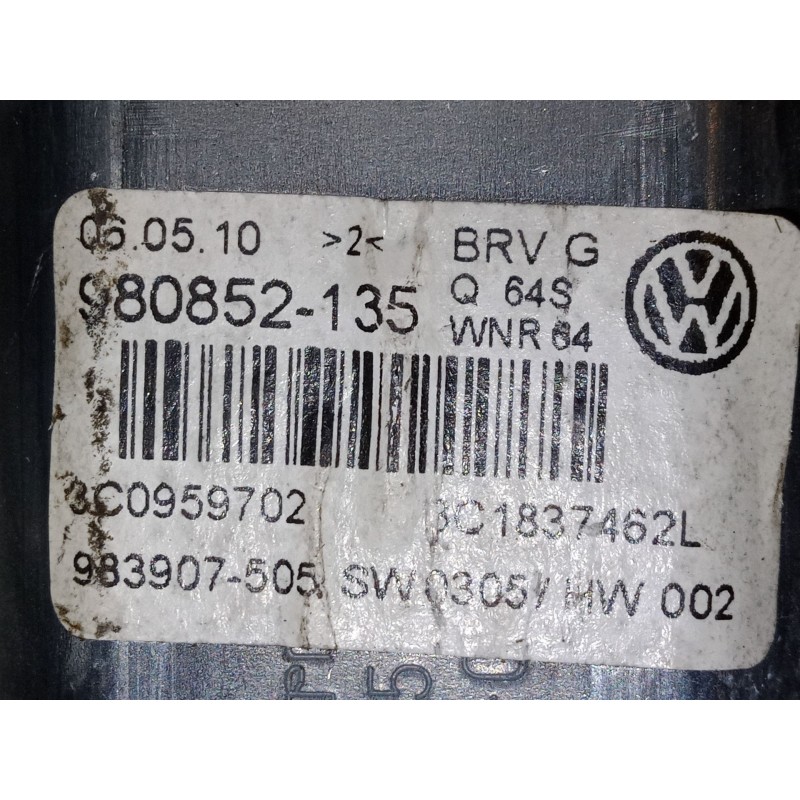 06.05.10 >2< BRV G
980852-135 Q 64S
WNR 64
3C0959702 3C1837462L
983907-505 SW 0305/ HW 002